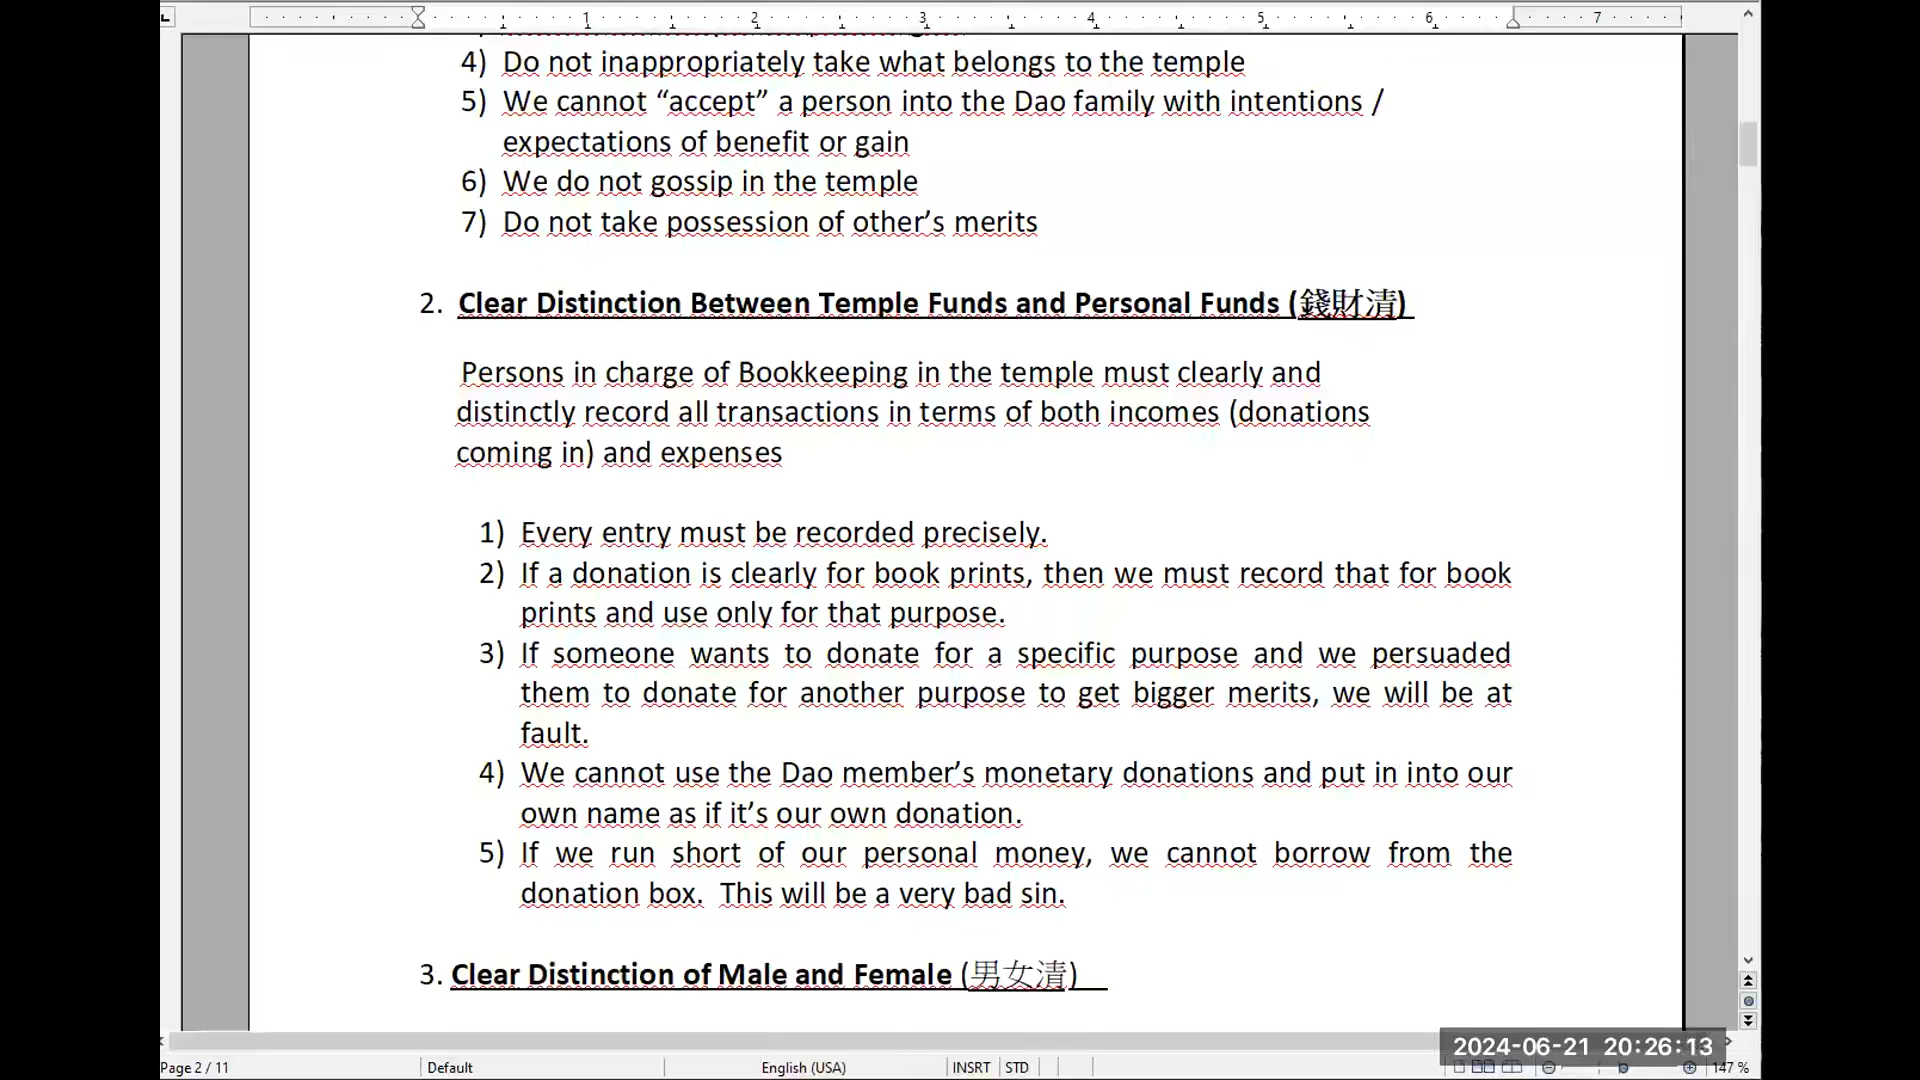 1 2 3 4 5 6 7
4) Do not inappropriately take what belongs to the temple
5) We cannot “accept” a person into the Dao family with intentions /
expectations of benefit or gain
6) We do not gossip in the temple
7) Do not take possession of other’s merits
2. Clear Distinction Between Temple Funds and Personal Funds (錢財清)
Persons in charge of Bookkeeping in the temple must clearly and
distinctly record all transactions in terms of both incomes (donations
coming in) and expenses
1) Every entry must be recorded precisely.
2) If a donation is clearly for book prints, then we must record that for book
prints and use only for that purpose.
3) If someone wants to donate for a specific purpose and we persuaded
them to donate for another purpose to get bigger merits, we will be at
fault.
4) We cannot use the Dao member’s monetary donations and put in into our
own name as if it’s our own donation.
5) If we run short of our personal money, we cannot borrow from the
donation box. This will be a very bad sin.
3. Clear Distinction of Male and Female (男女清)
2024-06-21 20:26:13
Page 2 / 11 Default English (USA) INSRT STD 147 %